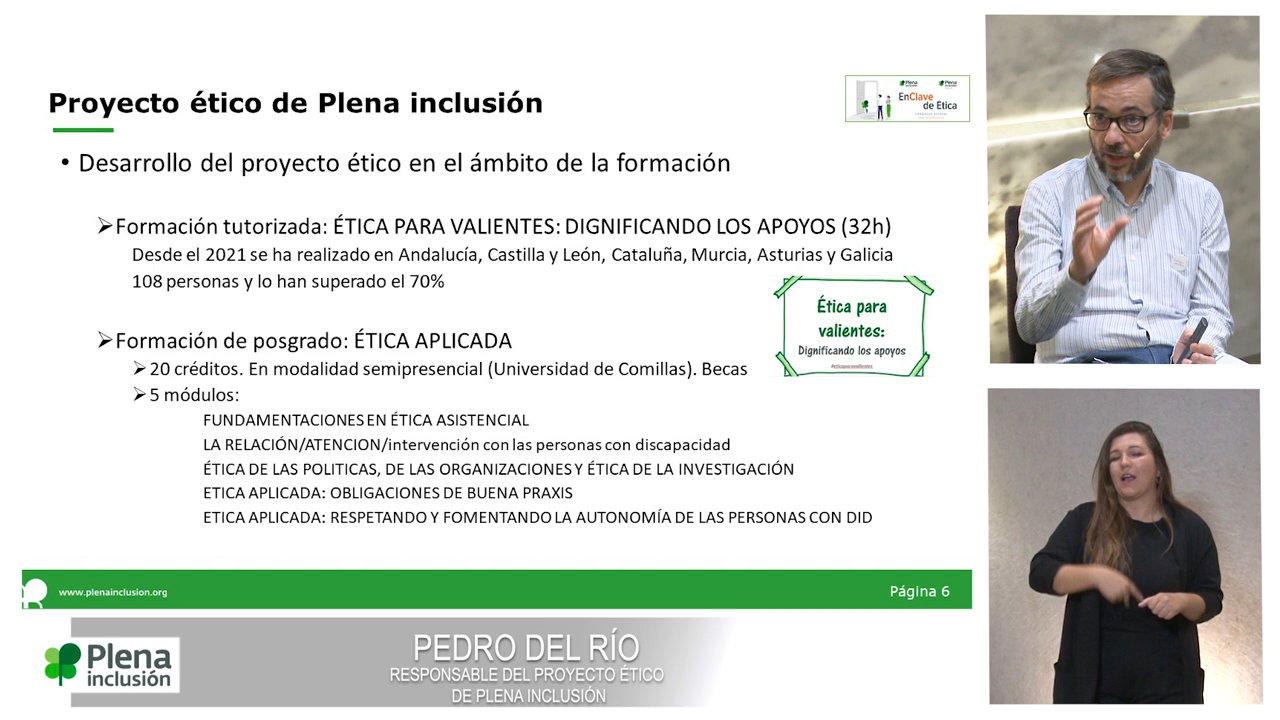 Proyecto ético de Plena inclusión
Plena inclusión
Plena inclusión
EnClave
de Etica
• Desarrollo del proyecto ético en el ámbito de la formación
➢Formación tutorizada: ÉTICA PARA VALIENTES: DIGNIFICANDO LOS APOYOS (32h)
Desde el 2021 se ha realizado en Andalucía, Castilla y León, Cataluña, Murcia, Asturias y Galicia
108 personas y lo han superado el 70%
Ética para
valientes:
Dignificando los apoyos
#eticaparavalientes
➢Formación de posgrado: ÉTICA APLICADA
➢20 créditos. En modalidad semipresencial (Universidad de Comillas). Becas
➢5 módulos:
FUNDAMENTACIONES EN ÉTICA ASISTENCIAL
LA RELACIÓN/ATENCION/intervención con las personas con discapacidad
ÉTICA DE LAS POLITICAS, DE LAS ORGANIZACIONES Y ÉTICA DE LA INVESTIGACIÓN
ETICA APLICADA: OBLIGACIONES DE BUENA PRAXIS
ETICA APLICADA: RESPETANDO Y FOMENTANDO LA AUTONOMÍA DE LAS PERSONAS CON DID
www.plenainclusion.org
Página 6
Plena
inclusión
PEDRO DEL RÍO
RESPONSABLE DEL PROYECTO ÉTICO
DE PLENA INCLUSIÓN